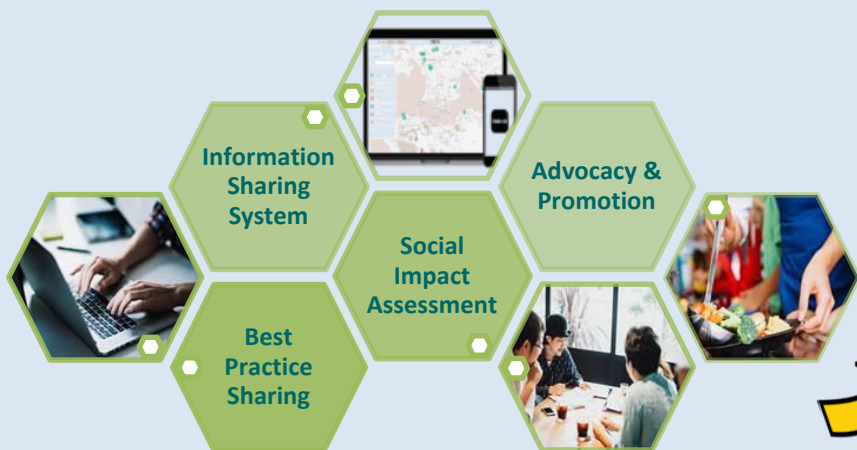 Information
Sharing
System
Advocacy &
Promotion
Social
Impact
Assessment
Best
Practice
Sharing